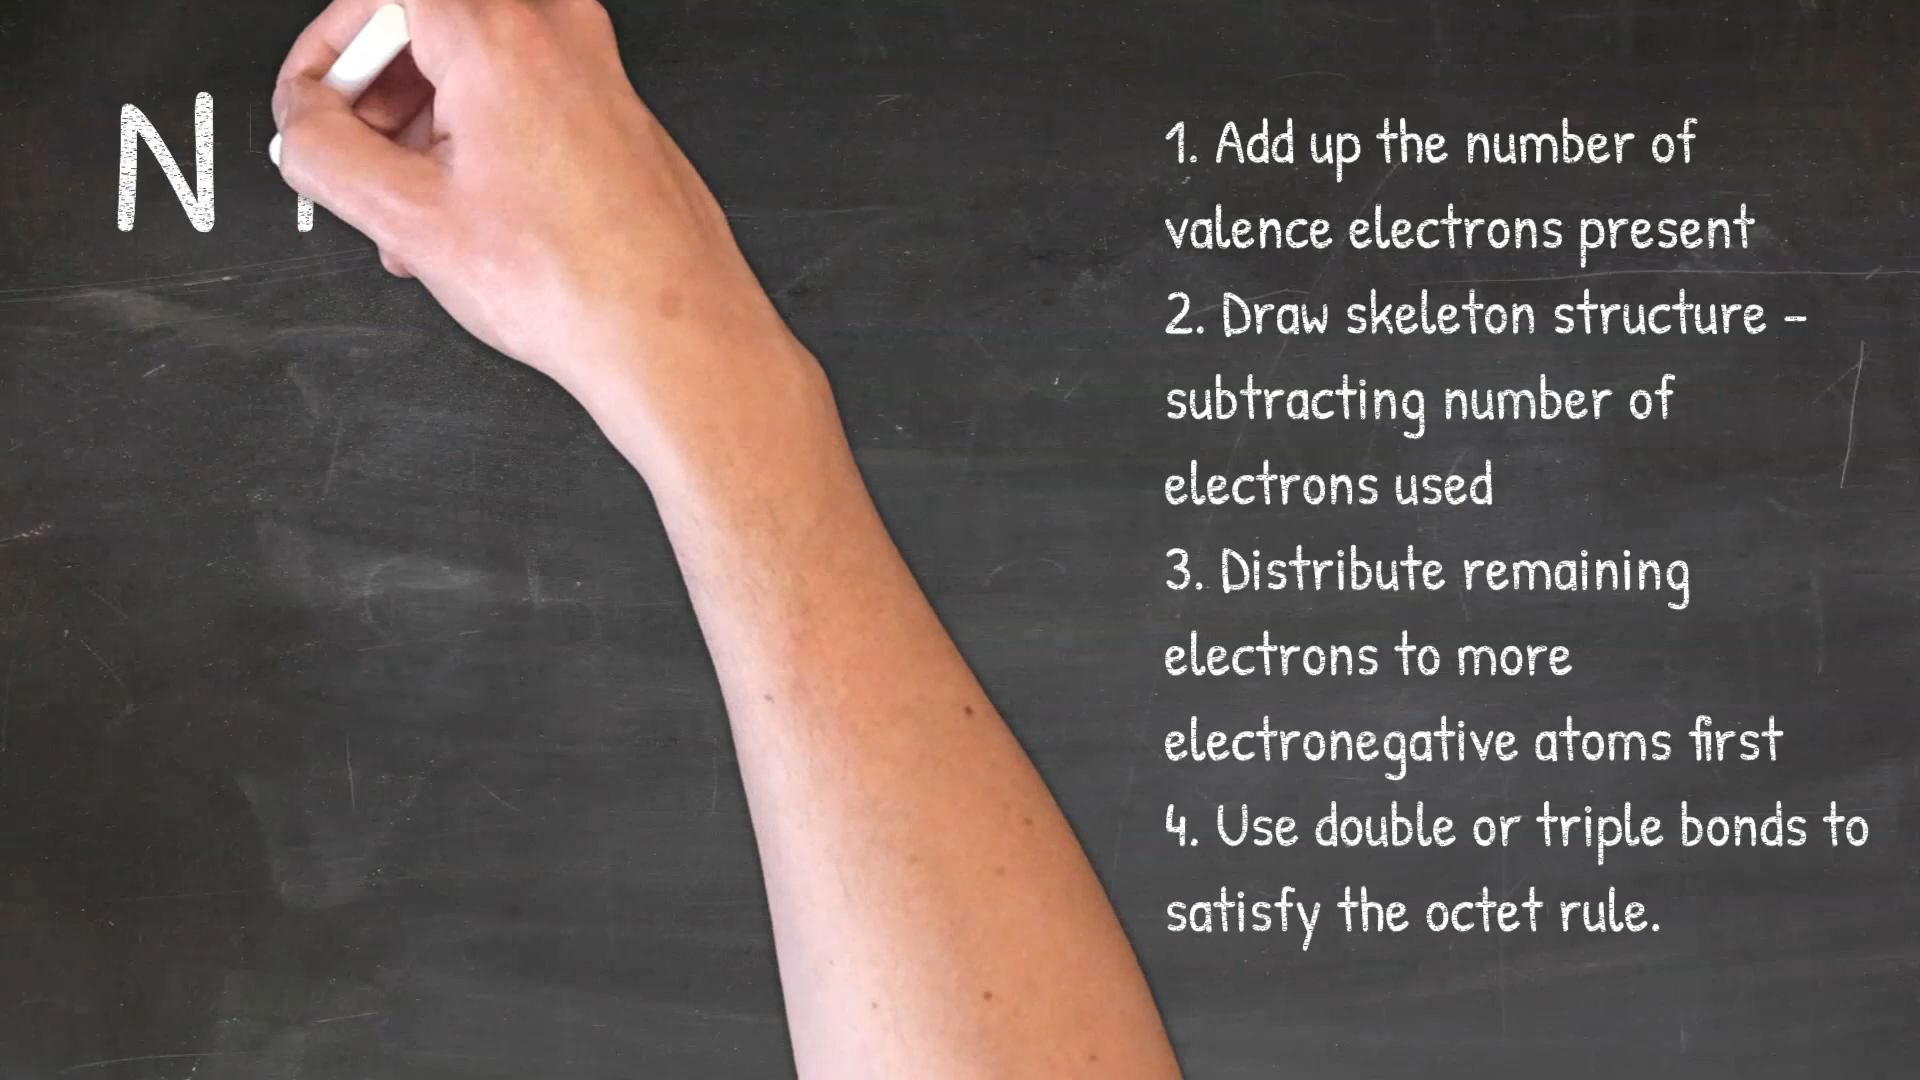 N
1. Add up the number of
valence electrons present
2. Draw skeleton structure -
subtracting number of
electrons used
3. Distribute remaining
electrons to more
electronegative atoms first
4. Use double or triple bonds to
satisfy the octet rule.